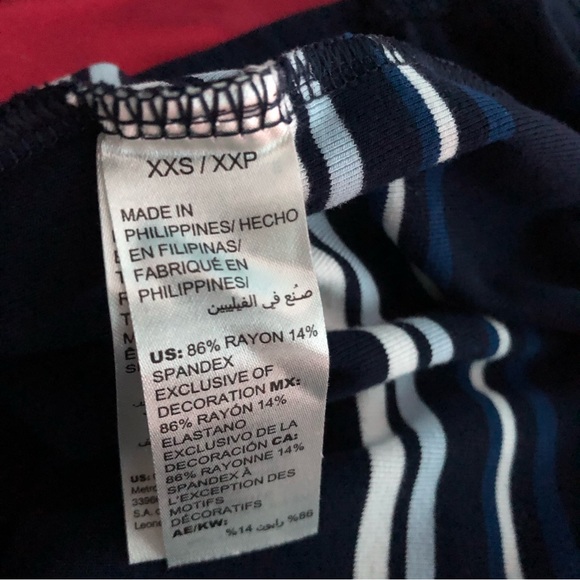 XXS / XXP
MADE IN
PHILIPPINES/ HECHO
EN FILIPINAS/
FABRIQUÉ EN
PHILIPPINES/
صُنع في الفيليبين
US: 86% RAYON 14%
SPANDEX
EXCLUSIVE OF
DECORATION MX:
86% RAYÓN 14%
ELASTANO
EXCLUSIVO DE LA
DECORACIÓN CA:
86% RAYONNE 14%
SPANDEX À
L'EXCEPTION DES
MOTIFS
DÉCORATIFS
AE/KW: